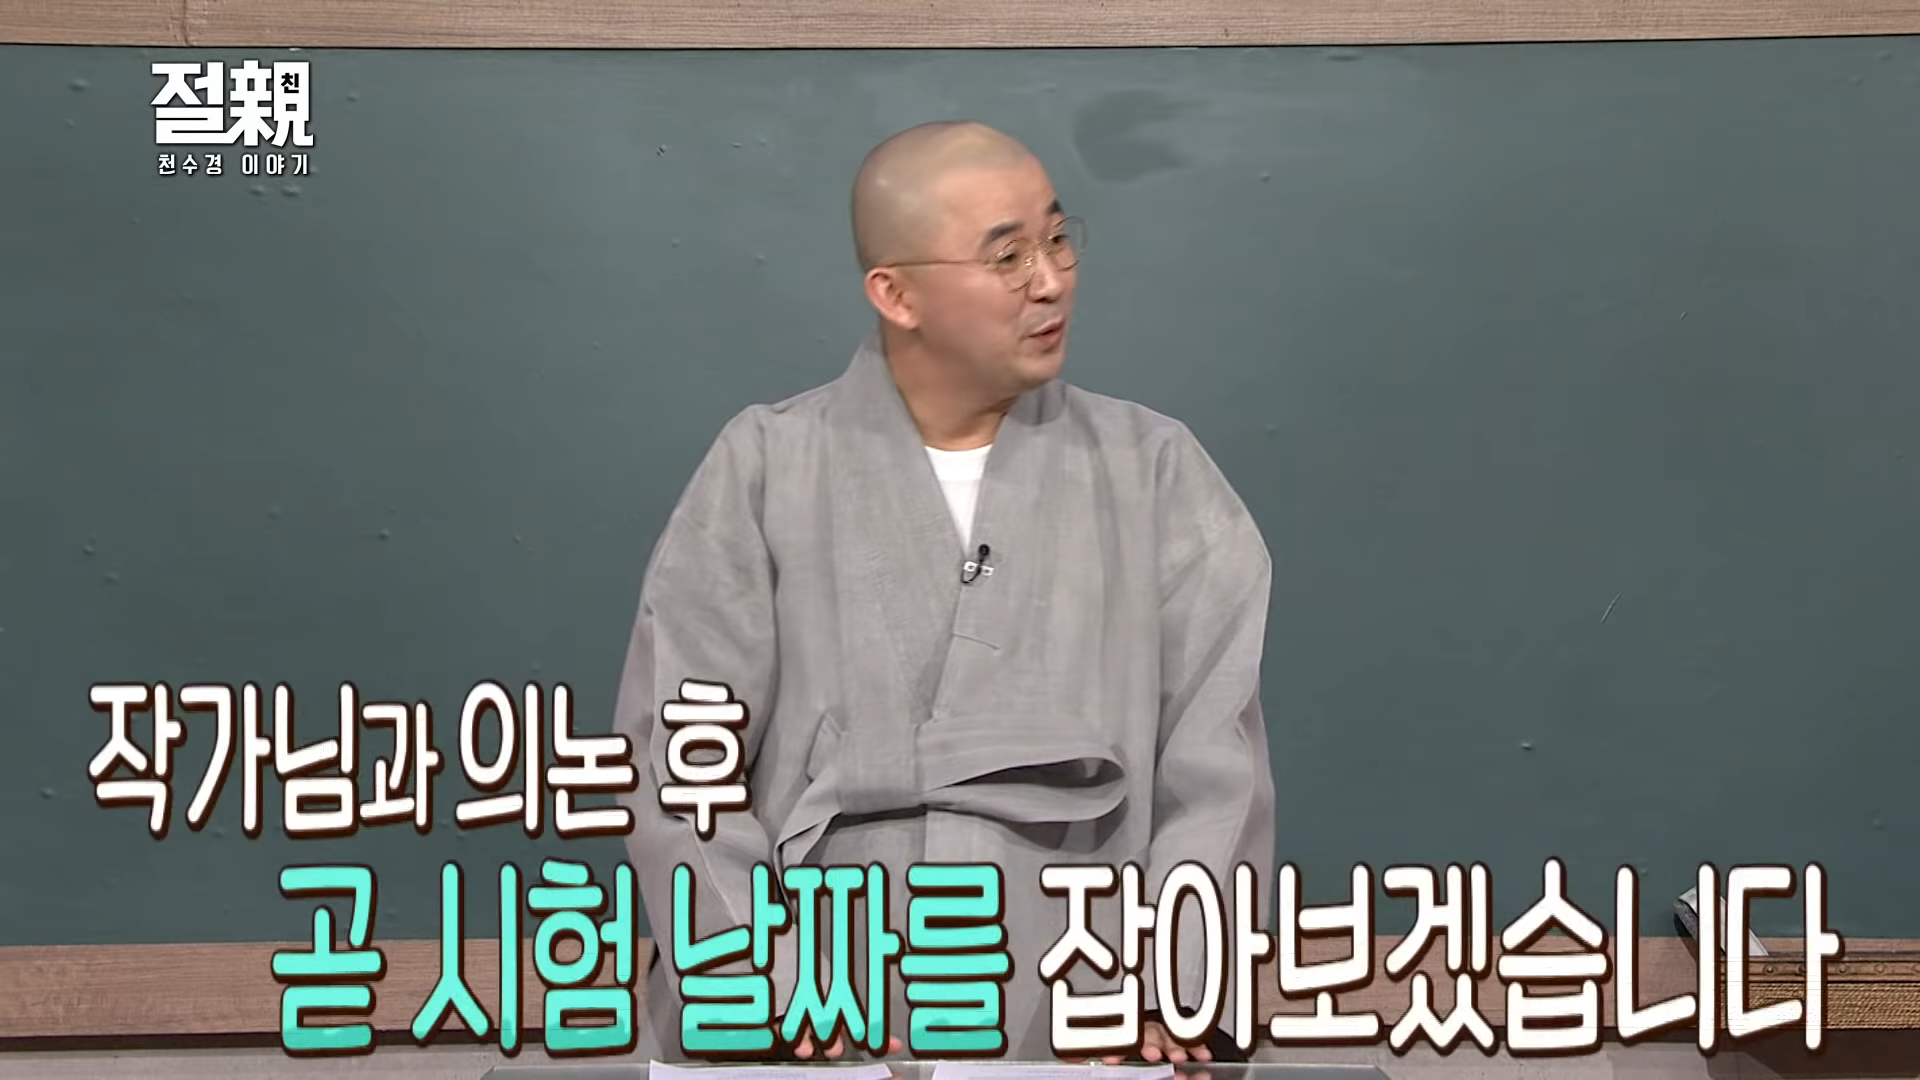 절親친
천수경 이야기
작가님과 의논 후
곧 시험 날짜를 잡아보겠습니다